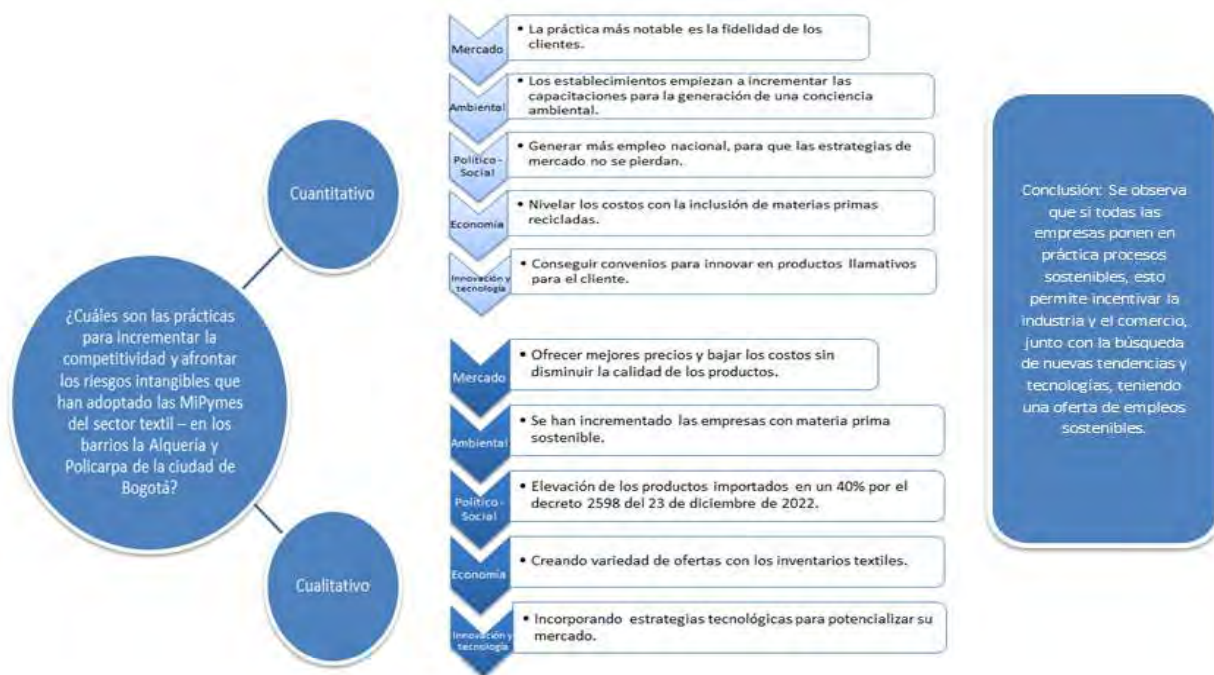 ¿Cuáles son las prácticas
para incrementar la
competitividad y afrontar
los riesgos intangibles que
han adoptado las MiPymes
del sector textil – en los
barrios la Alquería y
Policarpa de la ciudad de
Bogotá?
Cuantitativo
Mercado
• La práctica más notable es la fidelidad de los
clientes.
Ambiental
• Los establecimientos empiezan a incrementar las
capacitaciones para la generación de una conciencia
ambiental.
Político -
Social
• Generar más empleo nacional, para que las estrategias de
mercado no se pierdan.
Economía
• Nivelar los costos con la inclusión de materias primas
recicladas.
Innovación y
tecnología
• Conseguir convenios para innovar en productos llamativos
para el cliente.
Cualitativo
Mercado
• Ofrecer mejores precios y bajar los costos sin
disminuir la calidad de los productos.
Ambiental
• Se han incrementado las empresas con materia prima
sostenible.
Político -
Social
• Elevación de los productos importados en un 40% por el
decreto 2598 del 23 de diciembre de 2022.
Economía
• Creando variedad de ofertas con los inventarios textiles.
Innovación y
tecnología
• Incorporando estrategias tecnológicas para potencializar su
mercado.
Conclusión: Se observa
que si todas las
empresas ponen en
práctica procesos
sostenibles, esto
permite incentivar la
industria y el comercio,
junto con la búsqueda
de nuevas tendencias y
tecnologías, teniendo
una oferta de empleos
sostenibles.